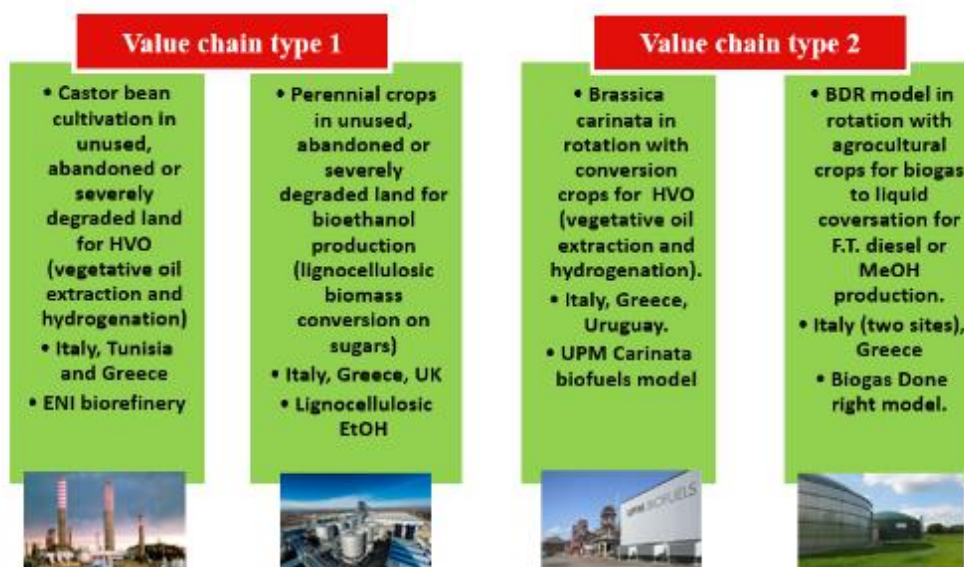 Value chain type 1
• Castor bean
cultivation in
unused,
abandoned or
severely
degraded land
for HVO
(vegetative oil
extraction and
hydrogenation)
• Italy, Tunisia
and Greece
• ENI biorefinery
• Perennial crops
in unused,
abandoned or
severely
degraded land for
bioethanol
production
(lignocellulosic
biomass
conversion on
sugars)
• Italy, Greece, UK
• Lignocellulosic
EtOH
Value chain type 2
• Brassica
carinata in
rotation with
conversion
crops for HVO
(vegetative oil
extraction and
hydrogenation).
• Italy, Greece,
Uruguay.
• UPM Carinata
biofuels model
UPM BIOFUELS
• BDR model in
rotation with
agrocultural
crops for biogas
to liquid
coversation for
F.T. diesel or
MeOH
production.
• Italy (two sites),
Greece
• Biogas Done
right model.